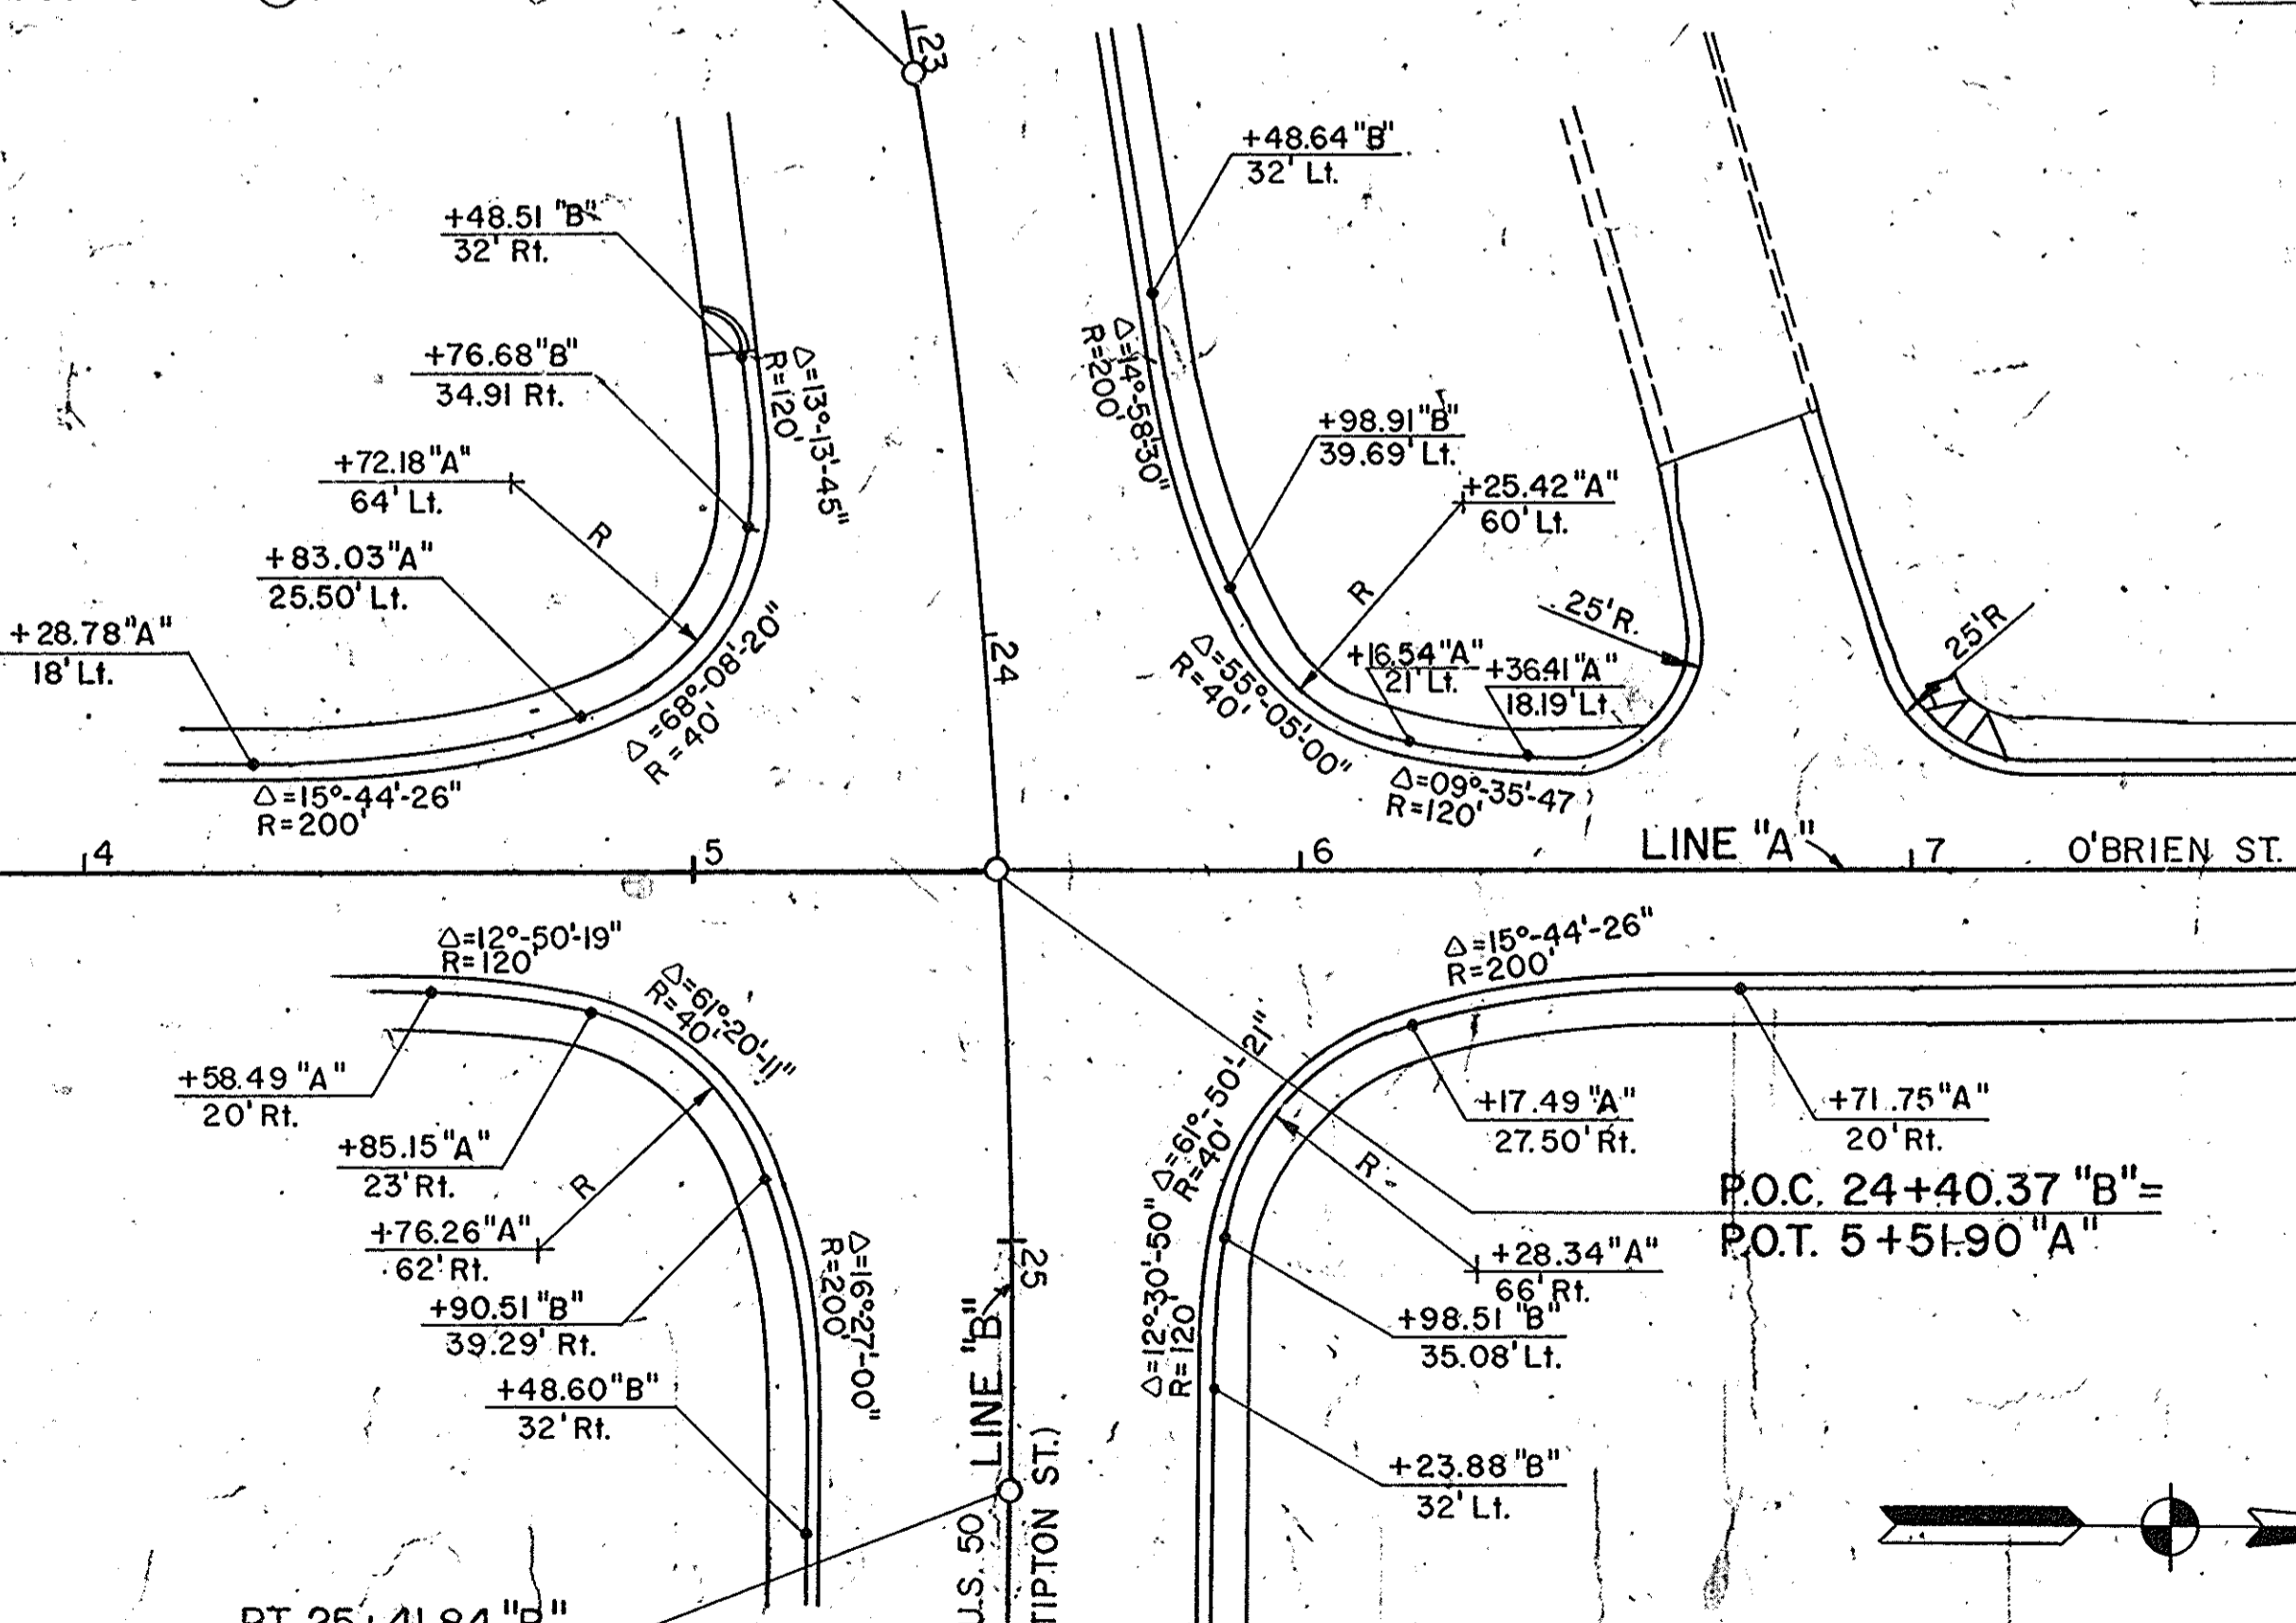 23
+48.64 "B"
32' Lt.
+48.51 "B"
32' Rt.
+76.68 "B"
34.91 Rt.
Δ=13°-13'-45"
R=120'
Δ=14°-58'-30"
R=200'
+72.18 "A"
64' Lt.
R
+98.91 "B"
39.69' Lt.
+25.42 "A"
60' Lt.
R
+83.03 "A"
25.50' Lt.
+28.78 "A"
18' Lt.
Δ=68°-08'-20"
R=40'
24
Δ=55°-05'-00"
R=40'
+16.54 "A"
21' Lt.
+36.41 "A"
18.19' Lt.
25'R.
25'R
Δ=15°-44'-26"
R=200'
Δ=09°-35'-47
R=120'
4
5
6
LINE "A"
7
O'BRIEN ST.
Δ=12°-50'-19"
R=120'
Δ=61°-20'-11"
R=40'
Δ=15°-44'-26"
R=200'
+58.49 "A"
20' Rt.
+85.15 "A"
23' Rt.
R
+76.26 "A"
62' Rt.
+90.51 "B"
39.29' Rt.
+48.60 "B"
32' Rt.
Δ=16°-27'-00"
R=200'
25
LINE "B"
U.S. 50
TIPTON ST.)
Δ=61°-50'-21"
R=40'
Δ=12°-30'-50"
R=120'
R
+17.49 "A"
27.50' Rt.
+71.75 "A"
20' Rt.
P.O.C. 24+40.37 "B"=
P.O.T. 5+51.90 "A"
+28.34 "A"
66' Rt.
+98.51 "B"
35.08' Lt.
+23.88 "B"
32' Lt.
P.T. 25+41.84 "B"